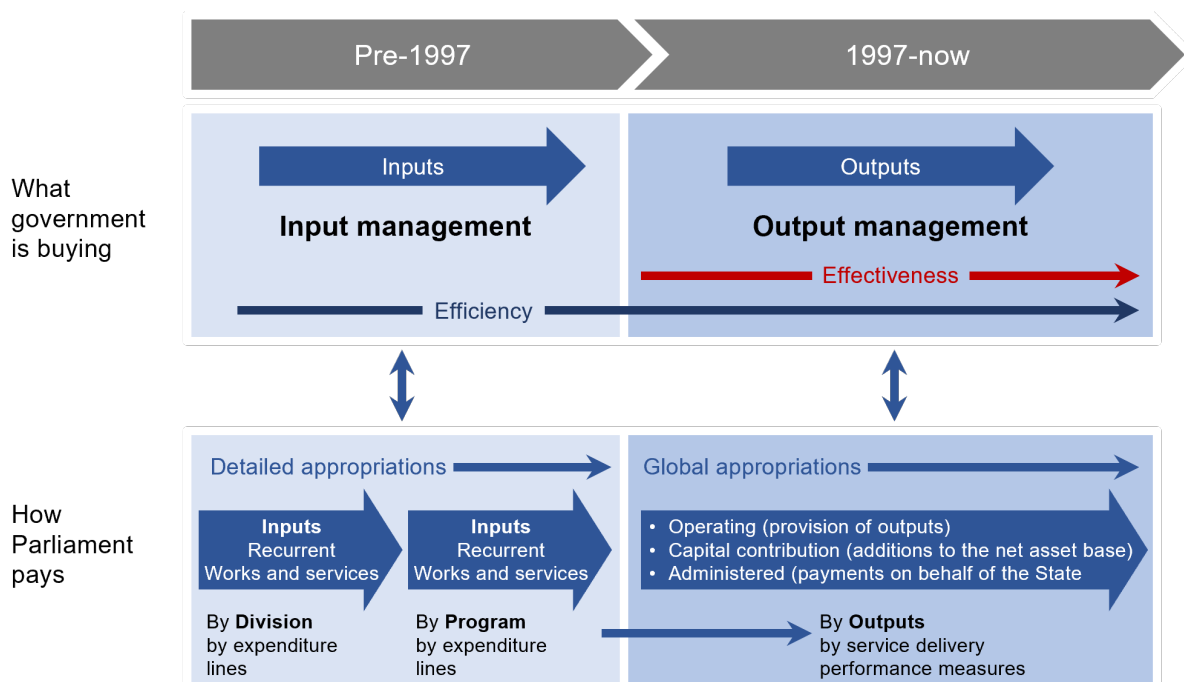 Pre-1997
1997-now
What
government
is buying
Inputs
Input management
Outputs
Output management
Effectiveness
Efficiency
How
Parliament
pays
Detailed appropriations
Inputs
Recurrent
Works and services
Inputs
Recurrent
Works and services
By Division
by expenditure
lines
By Program
by expenditure
lines
Global appropriations
• Operating (provision of outputs)
• Capital contribution (additions to the net asset base)
• Administered (payments on behalf of the State
By Outputs
by service delivery
performance measures